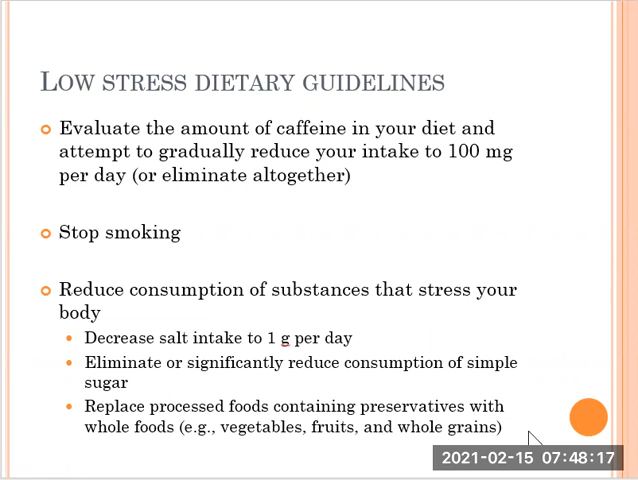 LOW STRESS DIETARY GUIDELINES
Evaluate the amount of caffeine in your diet and
attempt to gradually reduce your intake to 100 mg
per day (or eliminate altogether)
Stop smoking
Reduce consumption of substances that stress your
body
Decrease salt intake to 1 g per day
Eliminate or significantly reduce consumption of simple
sugar
Replace processed foods containing preservatives with
whole foods (e.g., vegetables, fruits, and whole grains)
2021-02-15 07:48:17